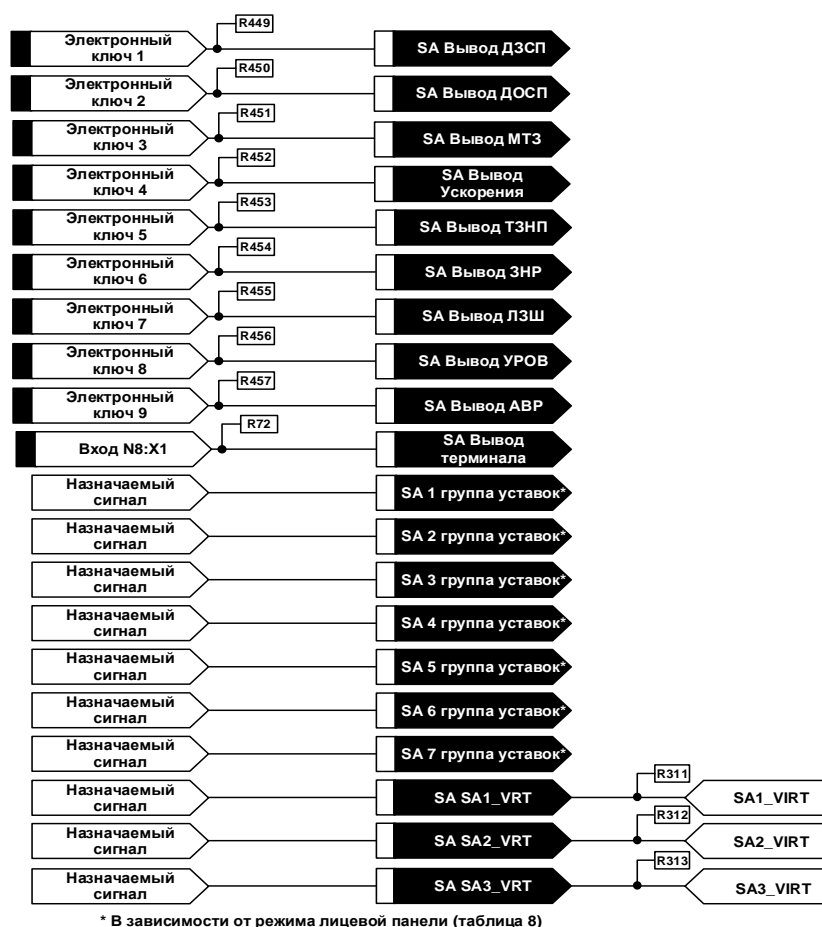 R449
Электронный
ключ 1
SA Вывод ДЗСП
R450
Электронный
ключ 2
SA Вывод ДОСП
R451
Электронный
ключ 3
SA Вывод МТЗ
R452
Электронный
ключ 4
SA Вывод
Ускорения
R453
Электронный
ключ 5
SA Вывод ТЗНП
R454
Электронный
ключ 6
SA Вывод ЗНР
R455
Электронный
ключ 7
SA Вывод ЛЗШ
R456
Электронный
ключ 8
SA Вывод УРОВ
R457
Электронный
ключ 9
SA Вывод АВР
R72
Вход N8:X1
SA Вывод
терминала
Назначаемый
сигнал
SA 1 группа уставок*
Назначаемый
сигнал
SA 2 группа уставок*
Назначаемый
сигнал
SA 3 группа уставок*
Назначаемый
сигнал
SA 4 группа уставок*
Назначаемый
сигнал
SA 5 группа уставок*
Назначаемый
сигнал
SA 6 группа уставок*
Назначаемый
сигнал
SA 7 группа уставок*
R311
Назначаемый
сигнал
SA SA1_VRT
SA1_VIRT
R312
Назначаемый
сигнал
SA SA2_VRT
SA2_VIRT
R313
Назначаемый
сигнал
SA SA3_VRT
SA3_VIRT
* В зависимости от режима лицевой панели (таблица 8)